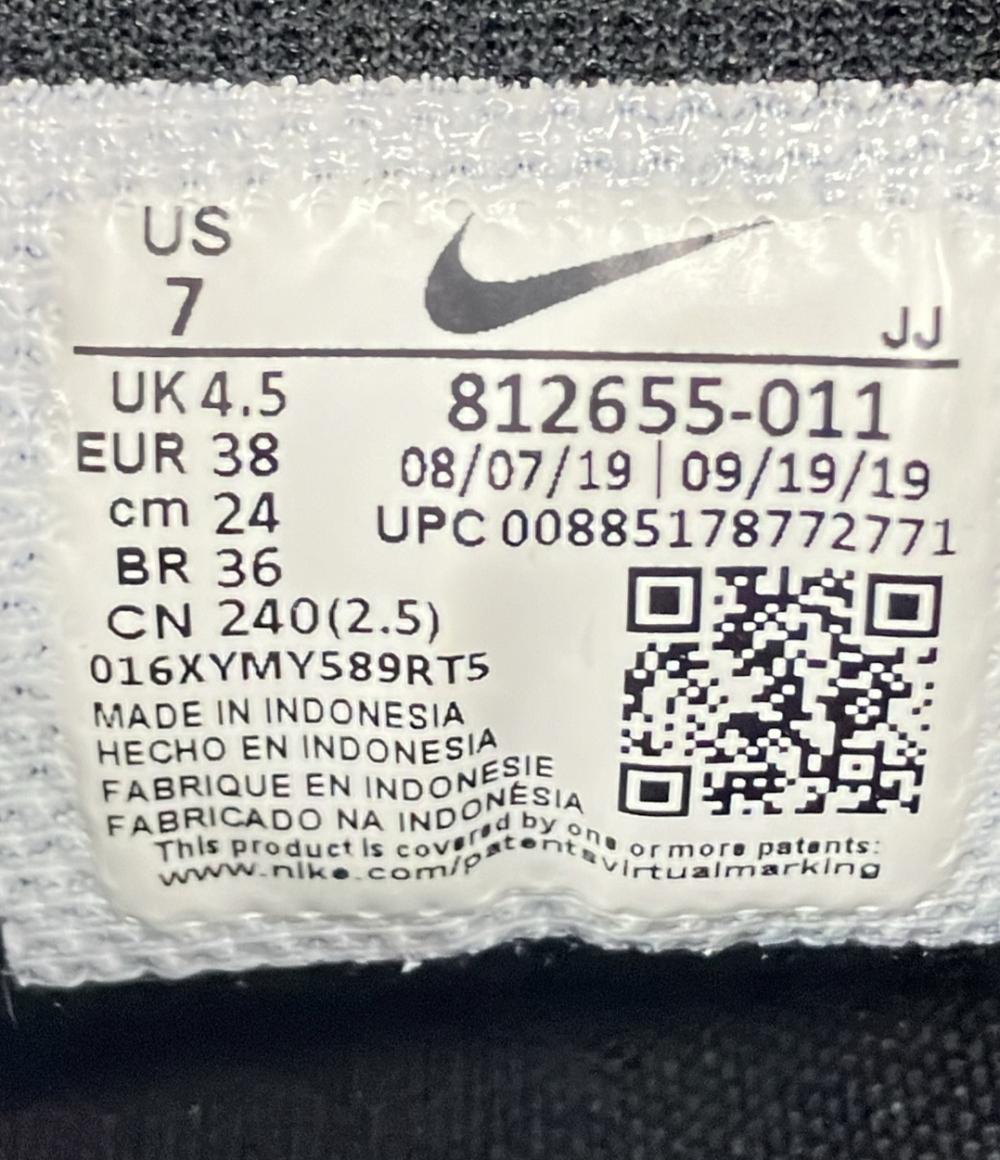 US
7
JJ
UK 4.5
EUR 38
cm 24
BR 36
CN 240(2.5)
812655-011
08/07/19 | 09/19/19
UPC 00885178772771
016XYMY589RT5
MADE IN INDONESIA
HECHO EN INDONESIA
FABRIQUE EN INDONESIE
FABRICADO NA INDONÉSIA
This product is covered by one or more patents:
www.nike.com/patentsvirtualmarking